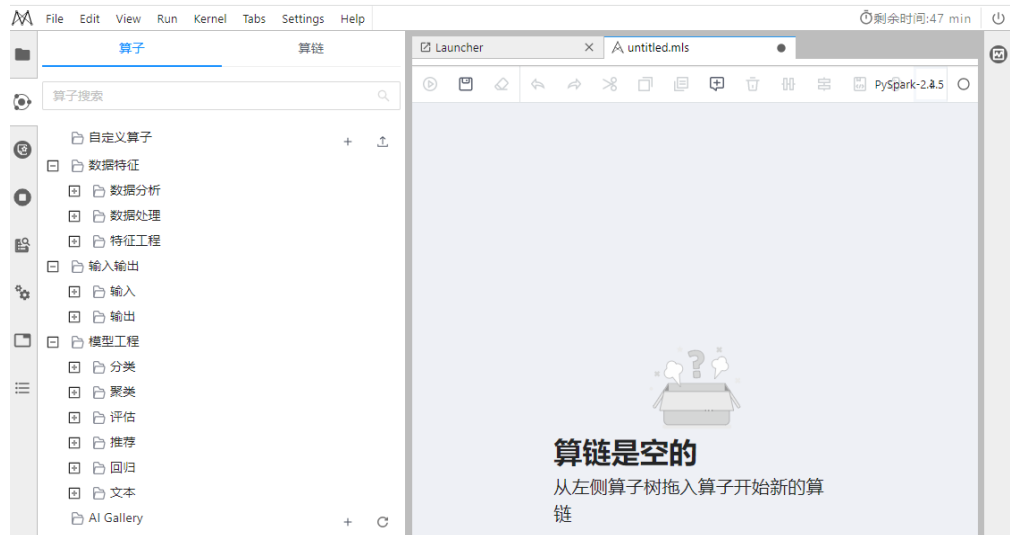 File Edit View Run Kernel Tabs Settings Help 剩余时间:47 min
算子 算链
Launcher untitled.mls
算子搜索
自定义算子
数据特征
数据分析
数据处理
特征工程
输入输出
输入
输出
模型工程
分类
聚类
评估
推荐
回归
文本
AI Gallery
算链是空的
从左侧算子树拖入算子开始新的算
链